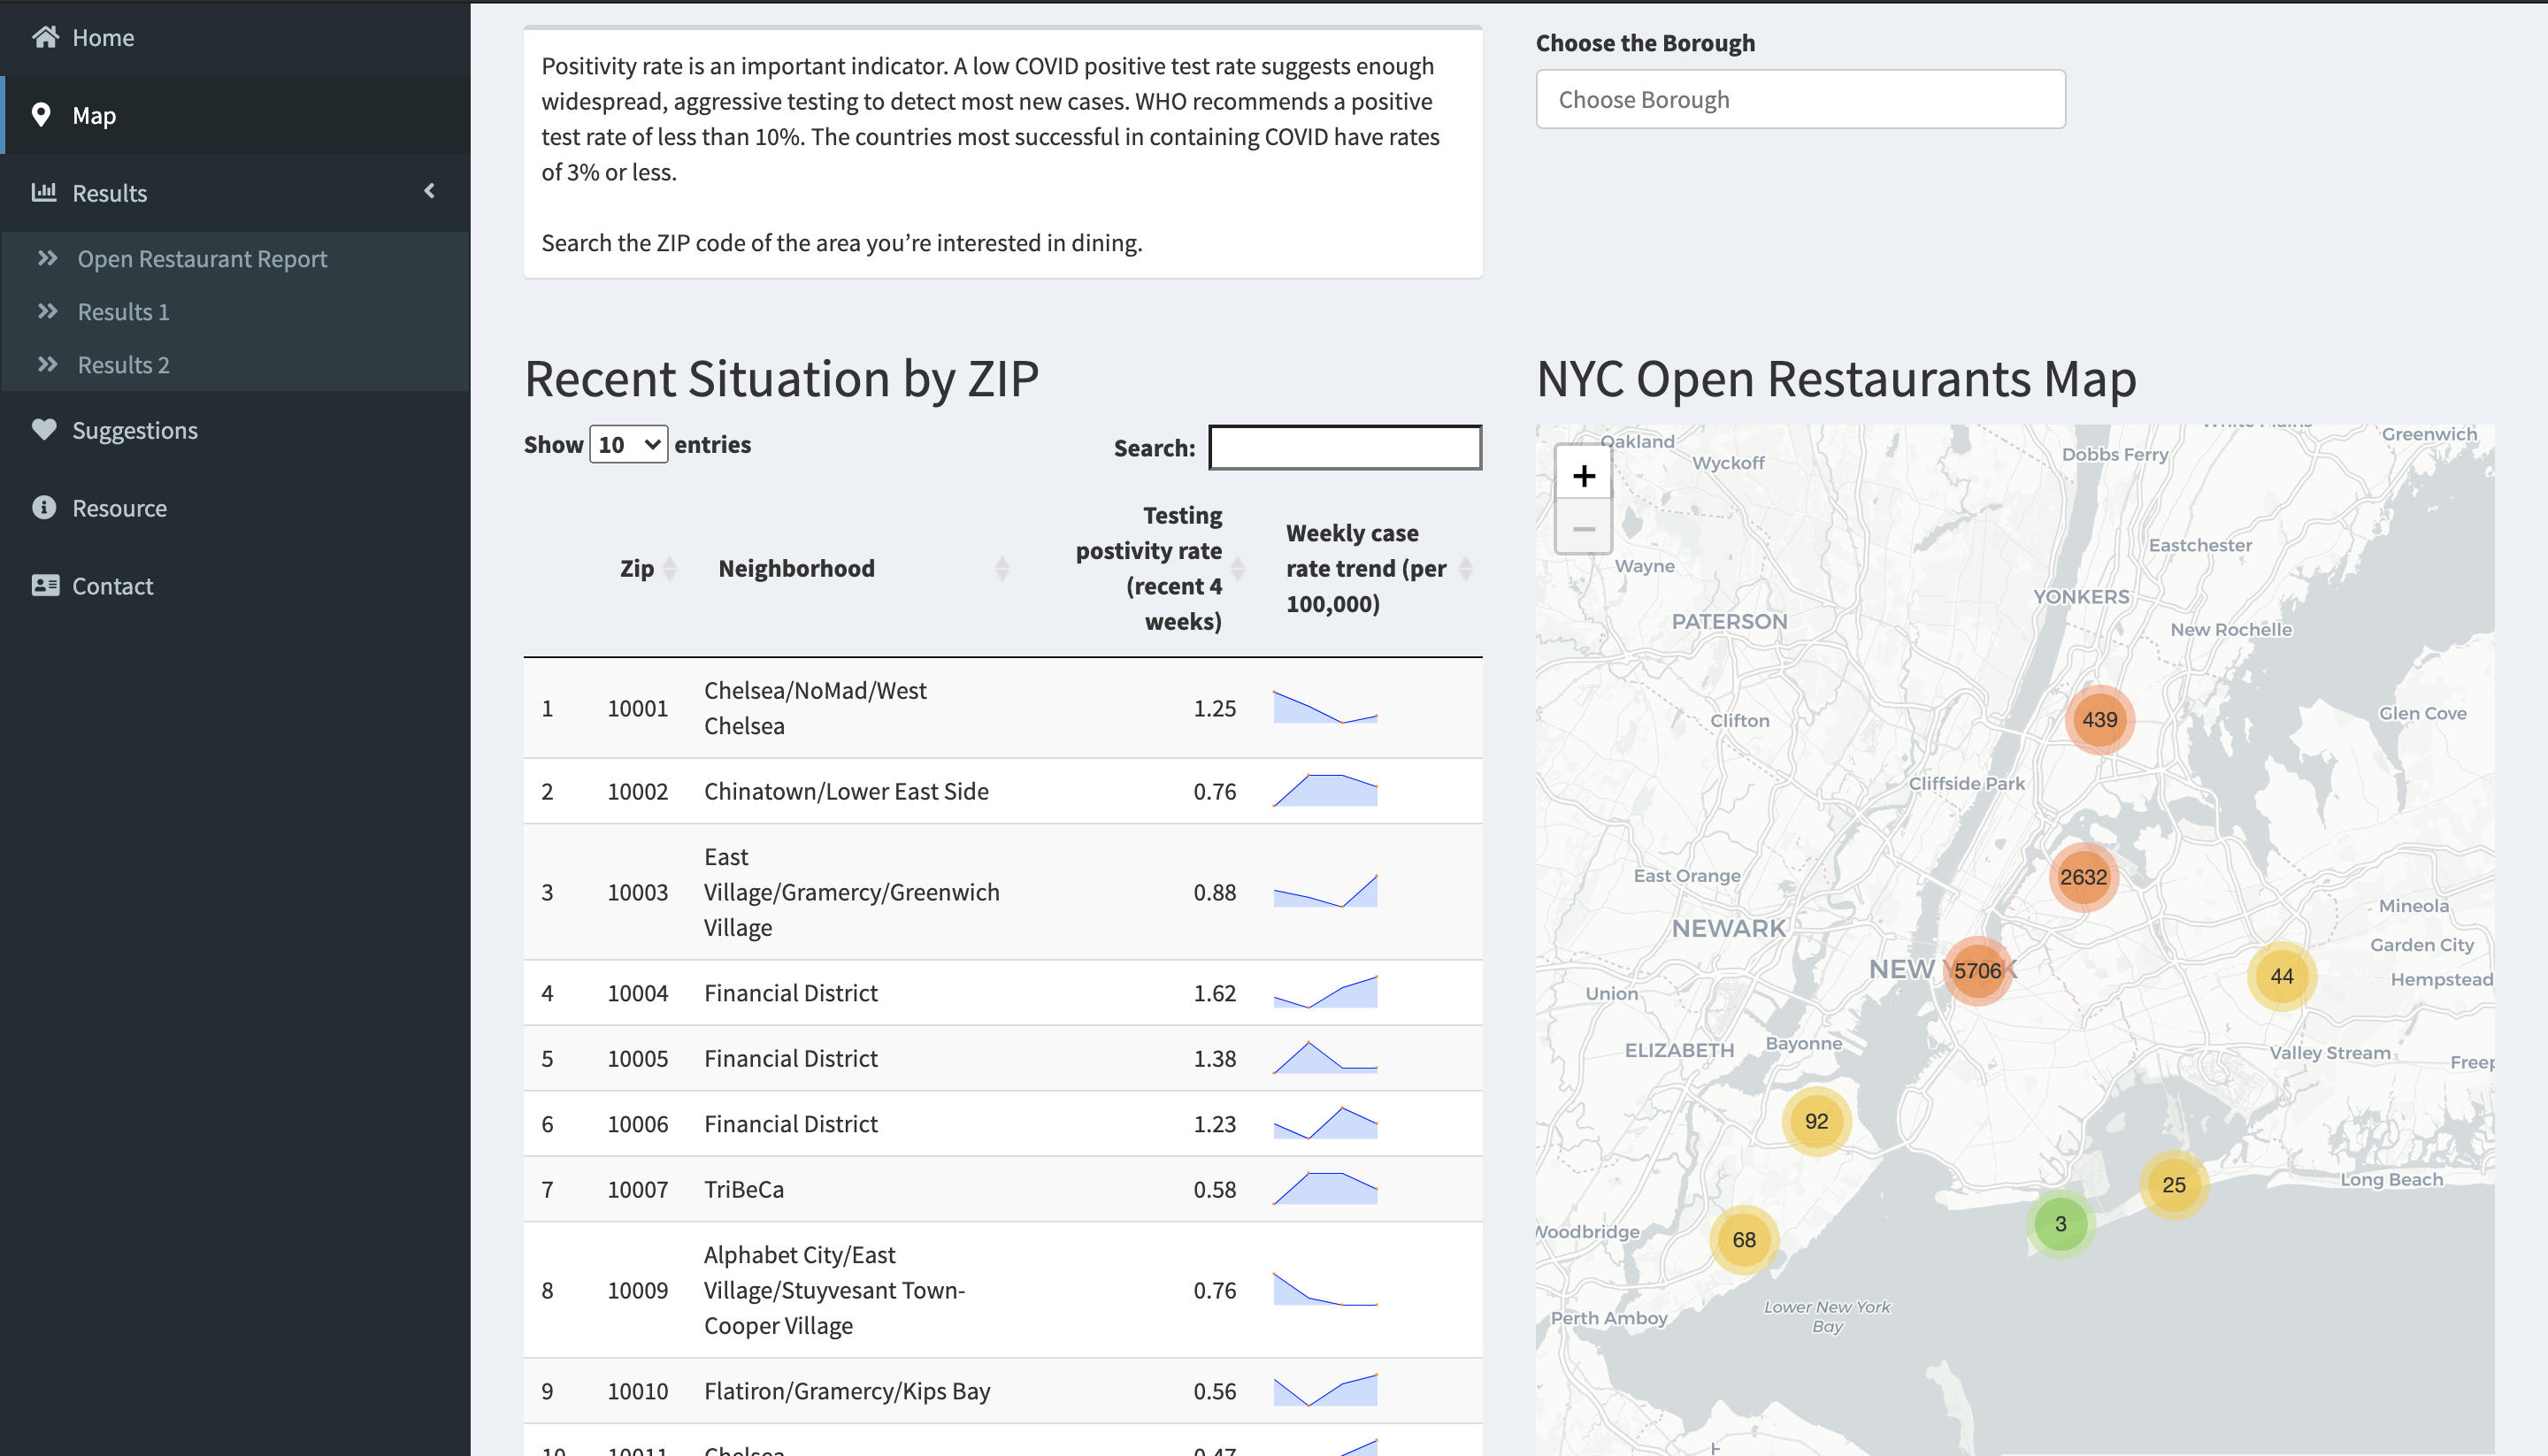 Home
Map
Results
Open Restaurant Report
Results 1
Results 2
Suggestions
Resource
Contact
Positivity rate is an important indicator. A low COVID positive test rate suggests enough
widespread, aggressive testing to detect most new cases. WHO recommends a positive
test rate of less than 10%. The countries most successful in containing COVID have rates
of 3% or less.
Search the ZIP code of the area you’re interested in dining.
Choose the Borough
Choose Borough
Recent Situation by ZIP
Show 10 entries
Search:
Zip
Neighborhood
Testing
postivity rate
(recent 4
weeks)
Weekly case
rate trend (per
100,000)
1 10001 Chelsea/NoMad/West
Chelsea
1.25
2 10002 Chinatown/Lower East Side 0.76
3 10003 East
Village/Gramercy/Greenwich
Village
0.88
4 10004 Financial District 1.62
5 10005 Financial District 1.38
6 10006 Financial District 1.23
7 10007 TriBeCa 0.58
8 10009 Alphabet City/East
Village/Stuyvesant Town-
Cooper Village
0.76
9 10010 Flatiron/Gramercy/Kips Bay 0.56
10 10011 Chelsea 0.47
NYC Open Restaurants Map
+
−
Oakland
Greenwich
Wyckoff
Dobbs Ferry
Wayne
Eastchester
YONKERS
PATERSON
New Rochelle
Clifton
439
Glen Cove
Cliffside Park
East Orange
2632
Mineola
NEWARK
Garden City
NEW
5706
44
Hempstead
Union
ELIZABETH
Bayonne
Valley Stream
92
25
Long Beach
3
Woodbridge
68
Perth Amboy
Lower New York
Bay